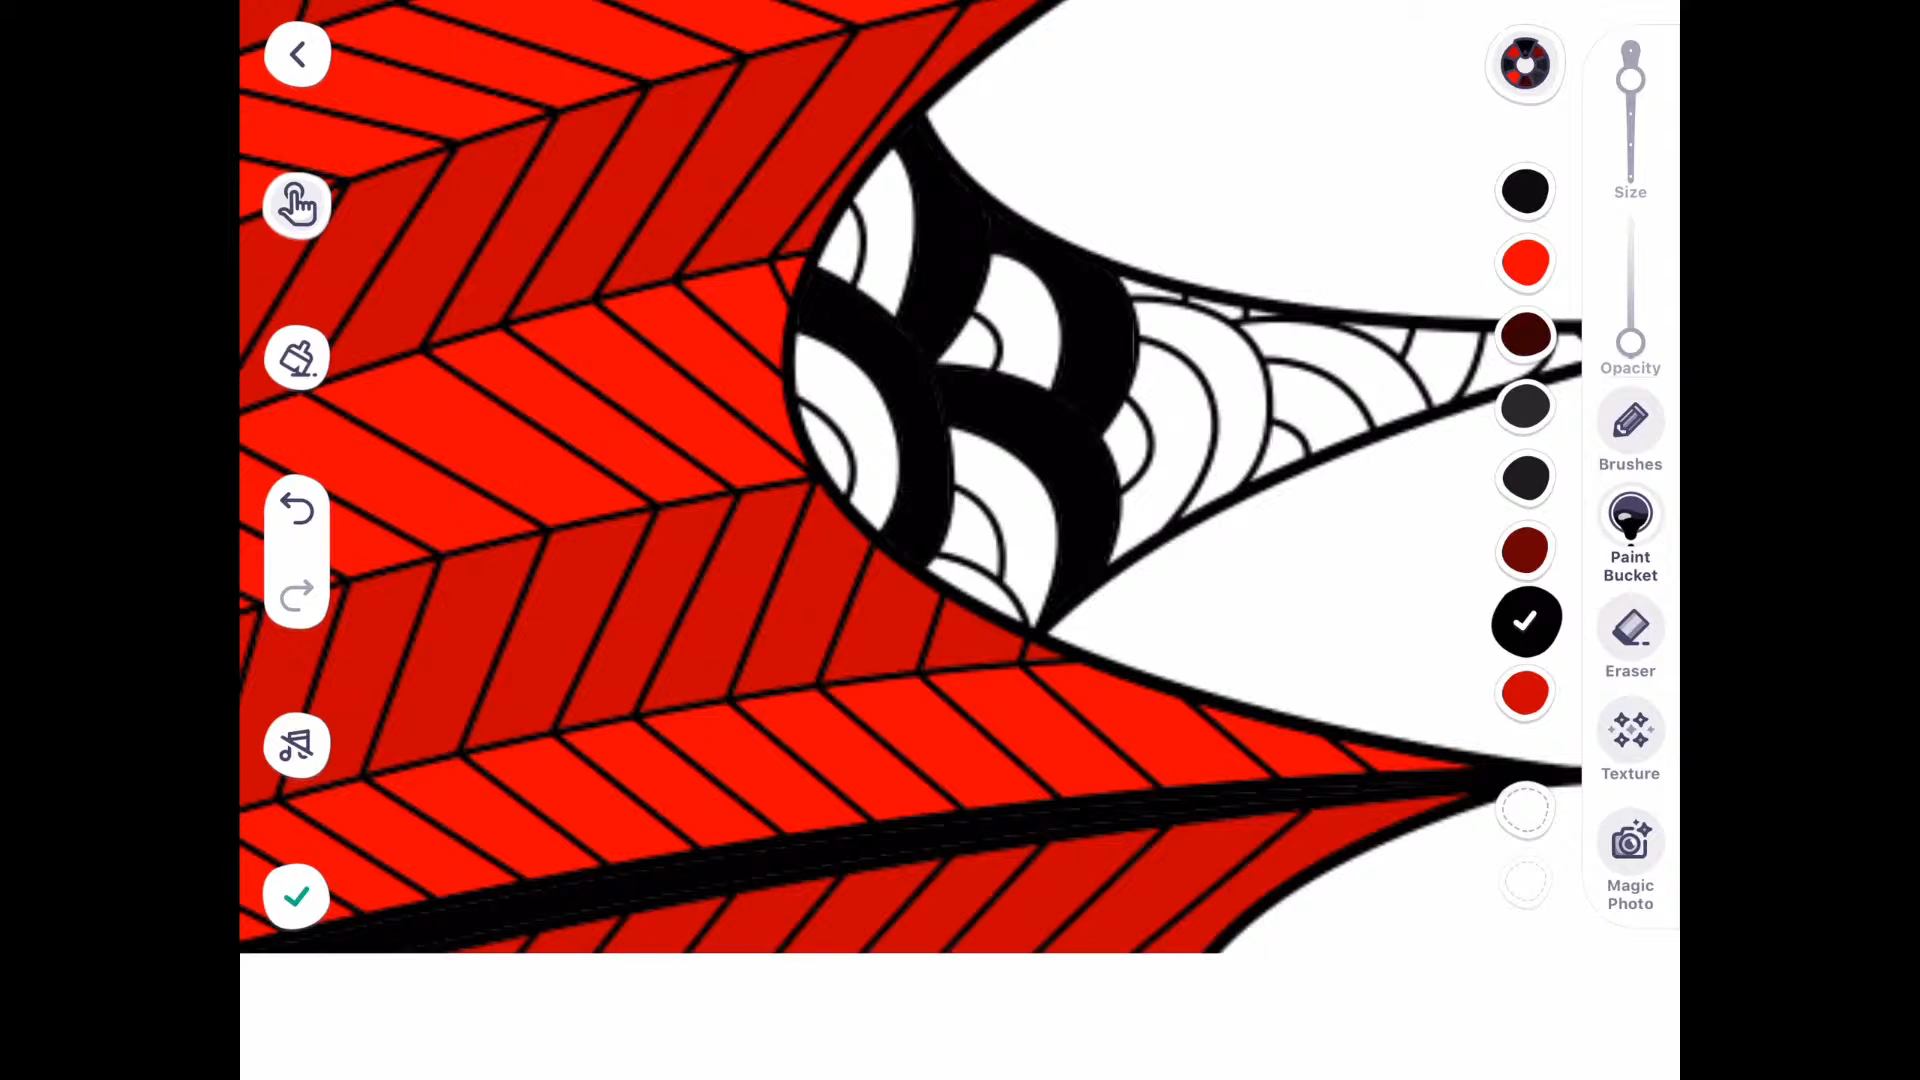 Size
Opacity
Brushes
Paint
Bucket
Eraser
Texture
Magic
Photo